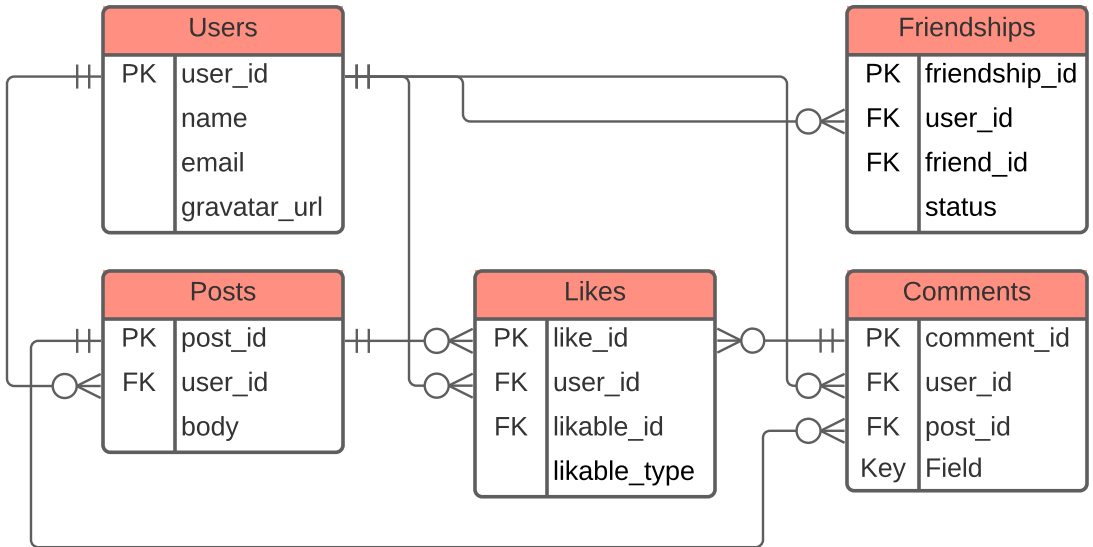 Users
PK user_id
name
email
gravatar_url
Friendships
PK friendship_id
FK user_id
FK friend_id
status
Posts
PK post_id
FK user_id
body
Likes
PK like_id
FK user_id
FK likable_id
likable_type
Comments
PK comment_id
FK user_id
FK post_id
Key Field